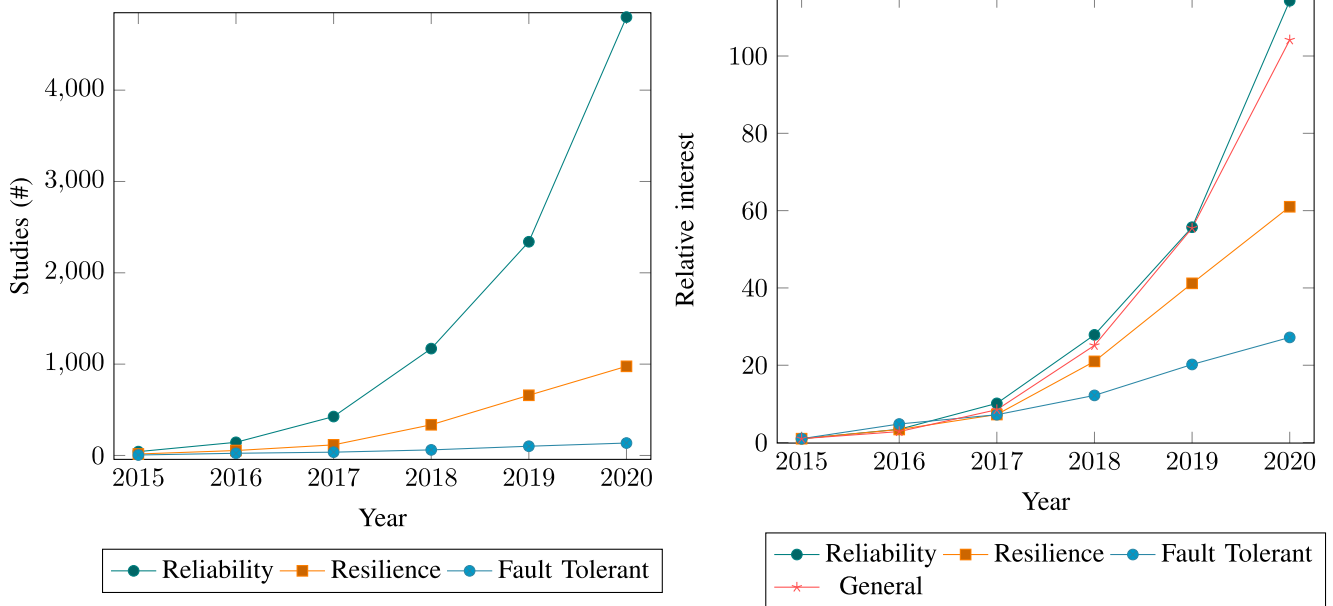 4,000
3,000
2,000
1,000
0
Studies (#)
2015 2016 2017 2018 2019 2020
Year
Reliability Resilience Fault Tolerant
100
80
60
40
20
0
Relative interest
2015 2016 2017 2018 2019 2020
Year
Reliability Resilience Fault Tolerant
General